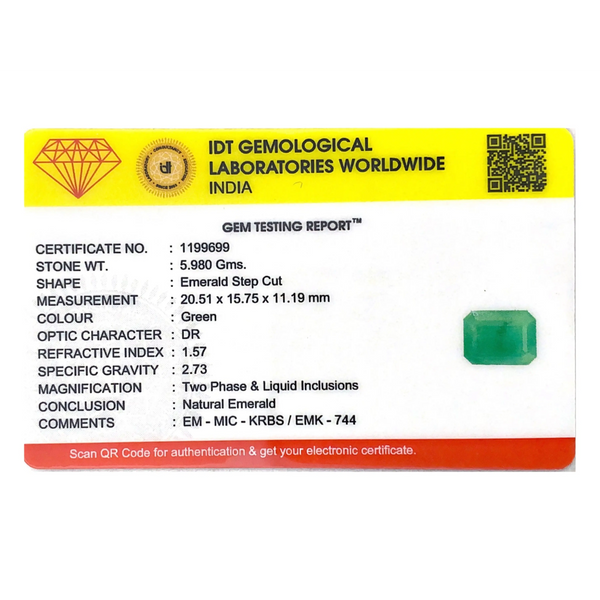 IDT GEMOLOGICAL
LABORATORIES WORLDWIDE
INDIA
GEM TESTING REPORT™
CERTIFICATE NO. : 1199699
STONE WT. : 5.980 Gms.
SHAPE : Emerald Step Cut
MEASUREMENT : 20.51 x 15.75 x 11.19 mm
COLOUR : Green
OPTIC CHARACTER : DR
REFRACTIVE INDEX : 1.57
SPECIFIC GRAVITY : 2.73
MAGNIFICATION : Two Phase & Liquid Inclusions
CONCLUSION : Natural Emerald
COMMENTS : EM - MIC - KRBS / EMK - 744
Scan QR Code for authentication & get your electronic certificate.